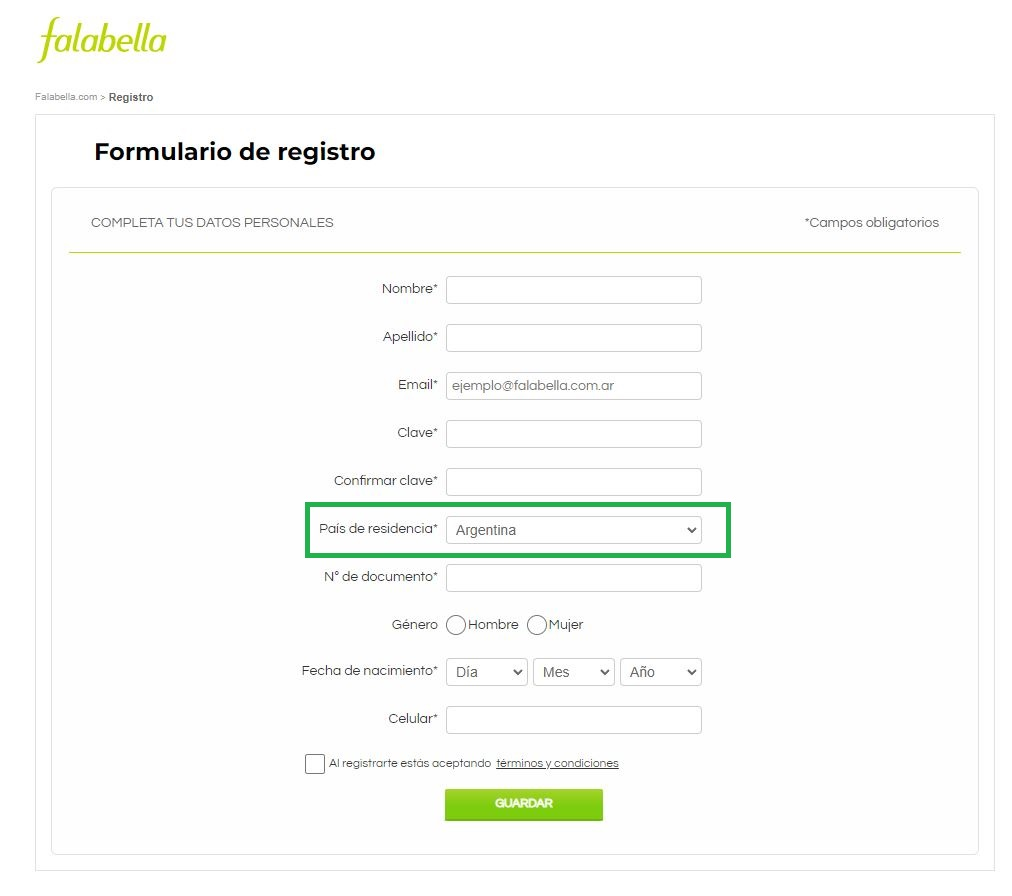 falabella
Falabella.com > Registro
Formulario de registro
COMPLETA TUS DATOS PERSONALES *Campos obligatorios
Nombre*
Apellido*
Email* ejemplo@falabella.com.ar
Clave*
Confirmar clave*
País de residencia* Argentina
N° de documento*
Género Hombre Mujer
Fecha de nacimiento* Día Mes Año
Celular*
Al registrarte estás aceptando términos y condiciones
GUARDAR